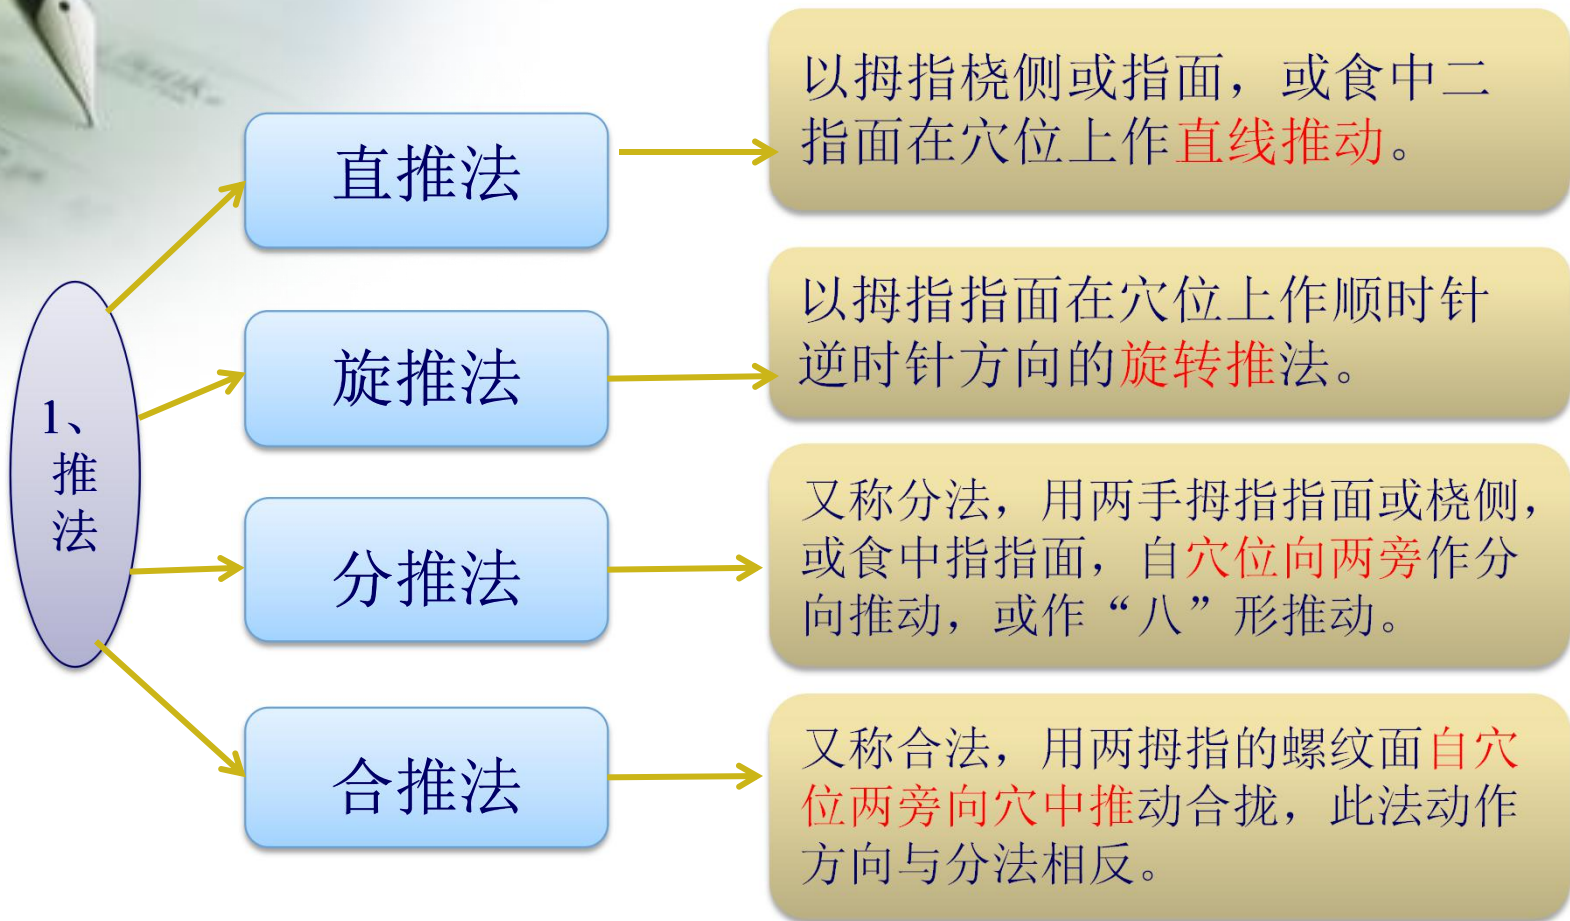 1、
推
法
直推法
以拇指桡侧或指面，或食中二
指面在穴位上作直线推动。
旋推法
以拇指指面在穴位上作顺时针
逆时针方向的旋转推法。
分推法
又称分法，用两手拇指指面或桡侧，
或食中指指面，自穴位向两旁作分
向推动，或作“八”形推动。
合推法
又称合法，用两拇指的螺纹面自穴
位两旁向穴中推动合拢，此法动作
方向与分法相反。